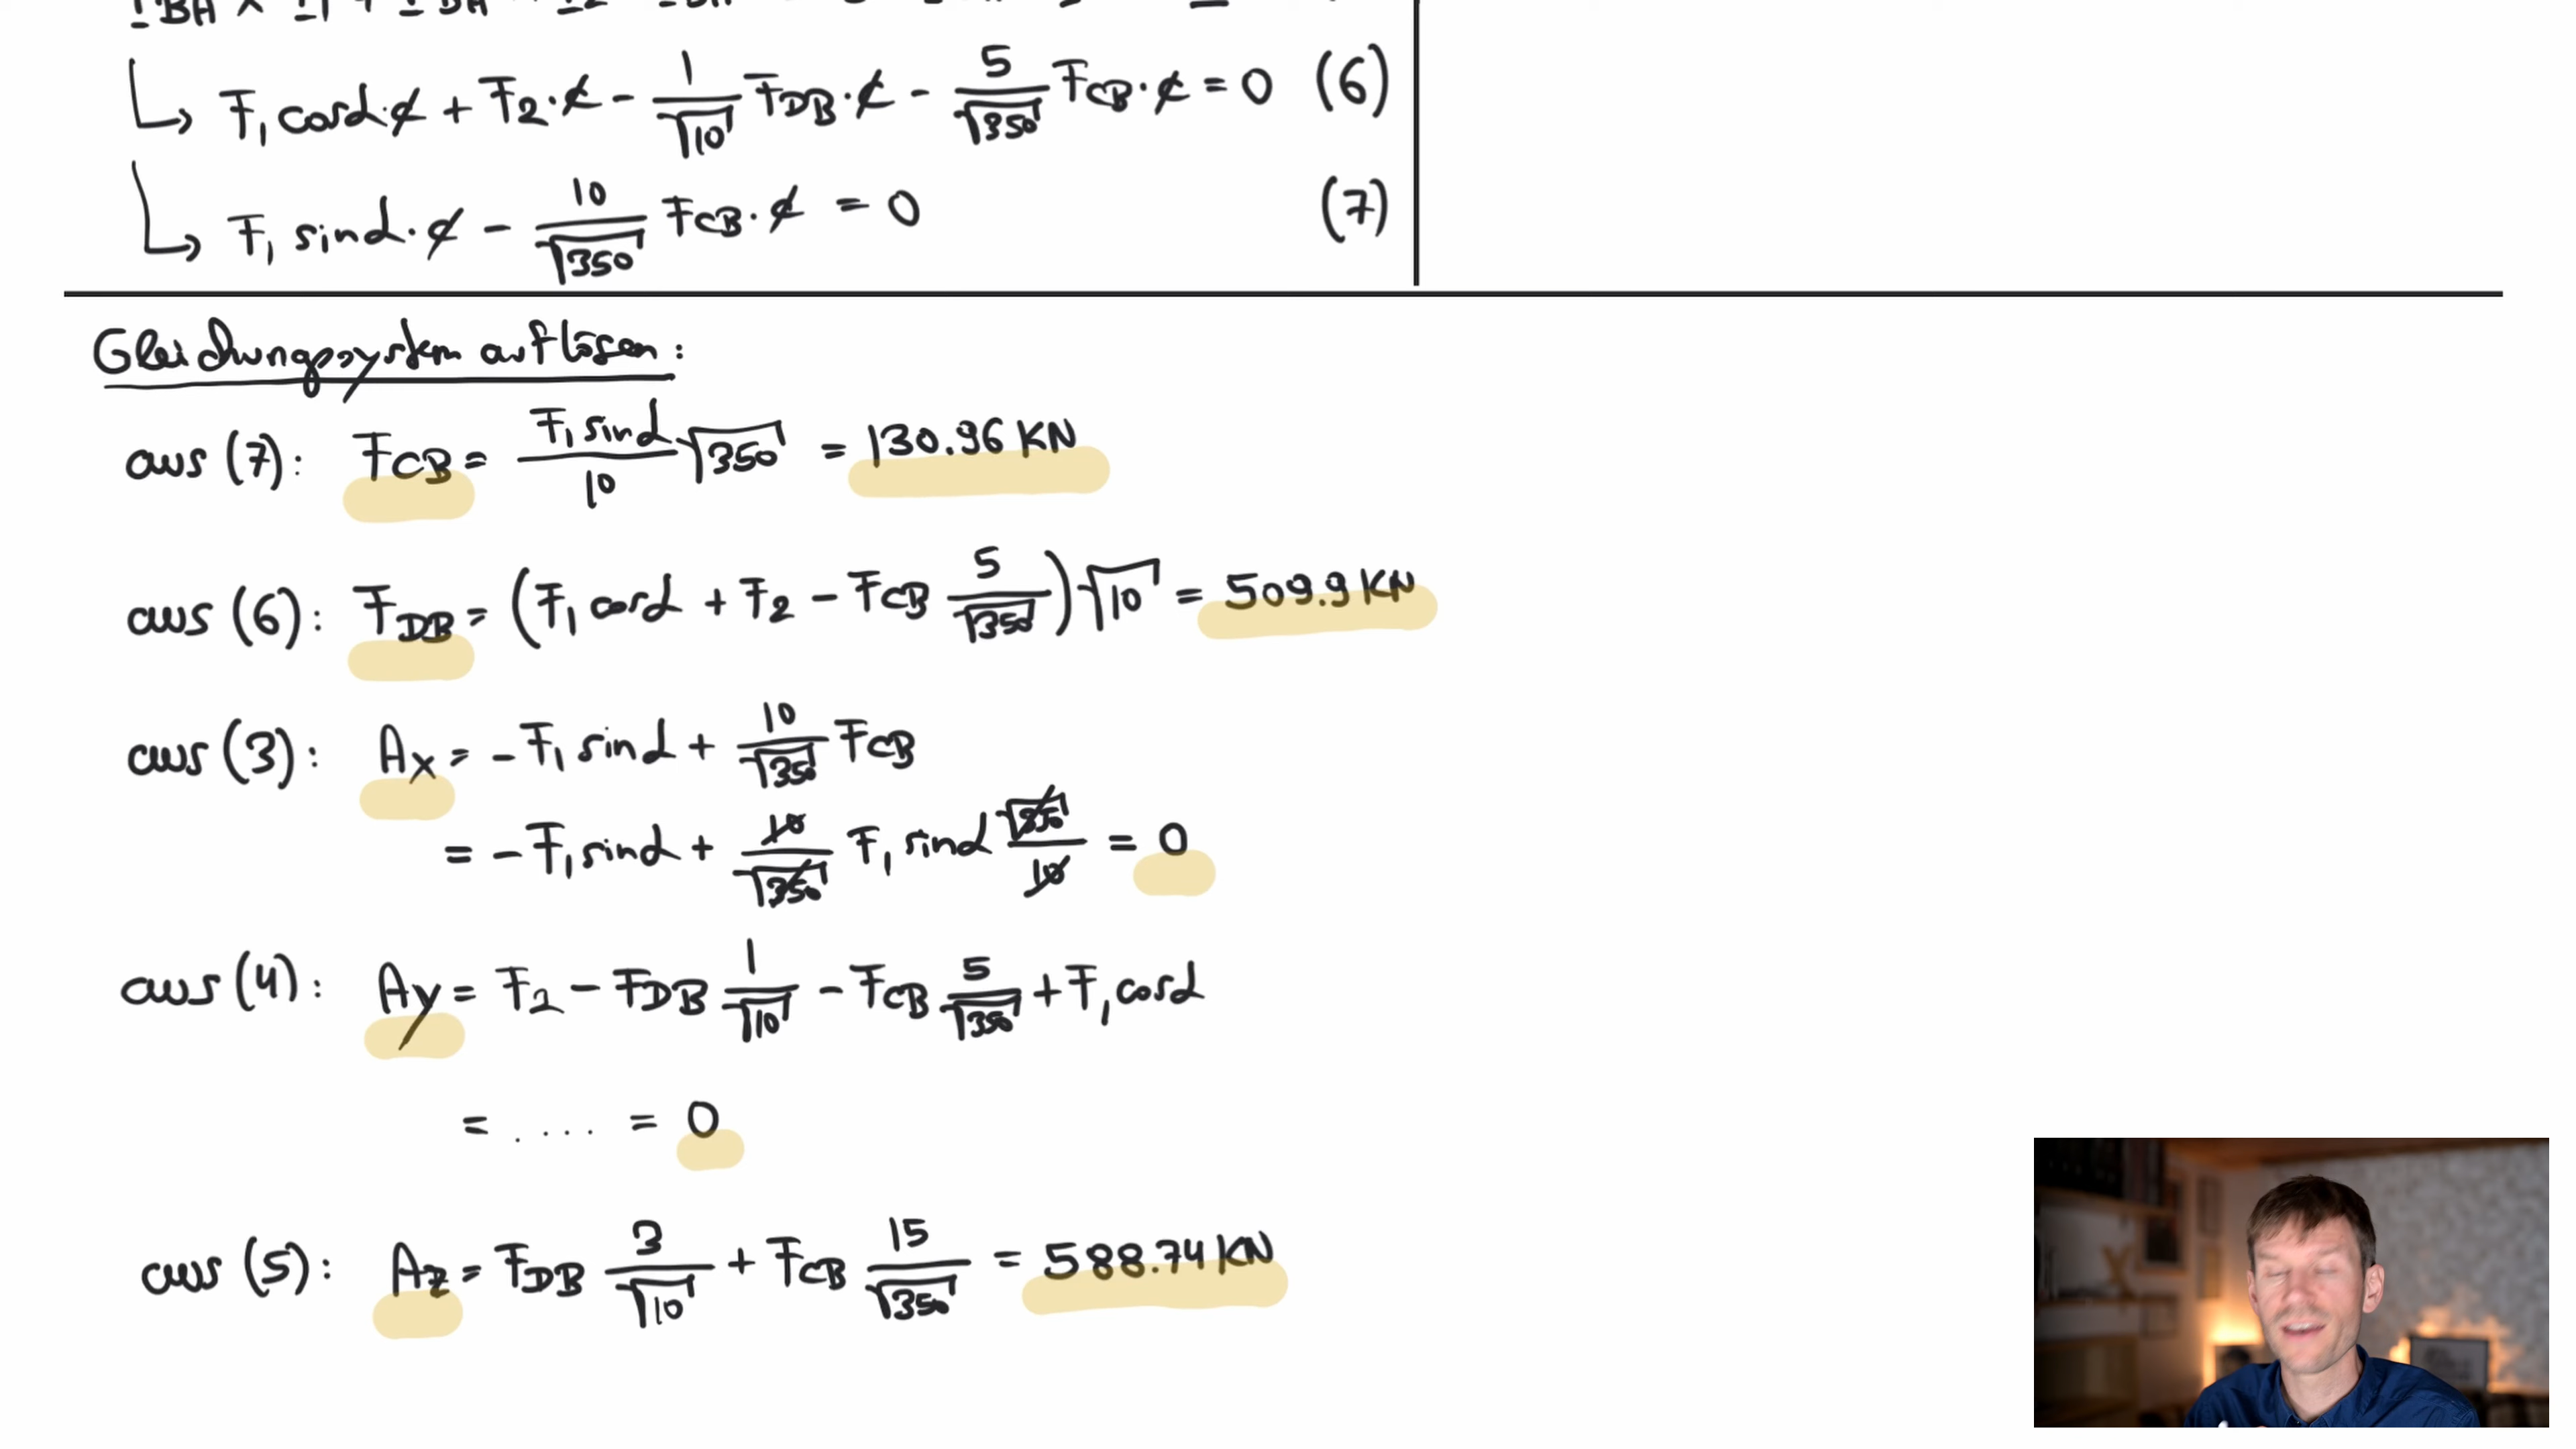 F₁ cosα·c + F₂·c − 1/√10 F_DB·c − 5/√350 F_CB·c = 0 (6)
F₁ sinα·c − 10/√350 F_CB·c = 0 (7)
Gleichungssystem auflösen:
aus (7): F_CB = F₁ sinα/10 √350 = 130.96 KN
aus (6): F_DB = (F₁ cosα + F₂ − F_CB 5/√350) √10 = 509.9 KN
aus (3): Ax = −F₁ sinα + 10/√350 F_CB
= −F₁ sinα + 10/√350 F₁ sinα √350/10 = 0
aus (4): Ay = F₂ − F_DB 1/√10 − F_CB 5/√350 + F₁ cosα
= .... = 0
aus (5): Az = F_DB 3/√10 + F_CB 15/√350 = 588.74 KN